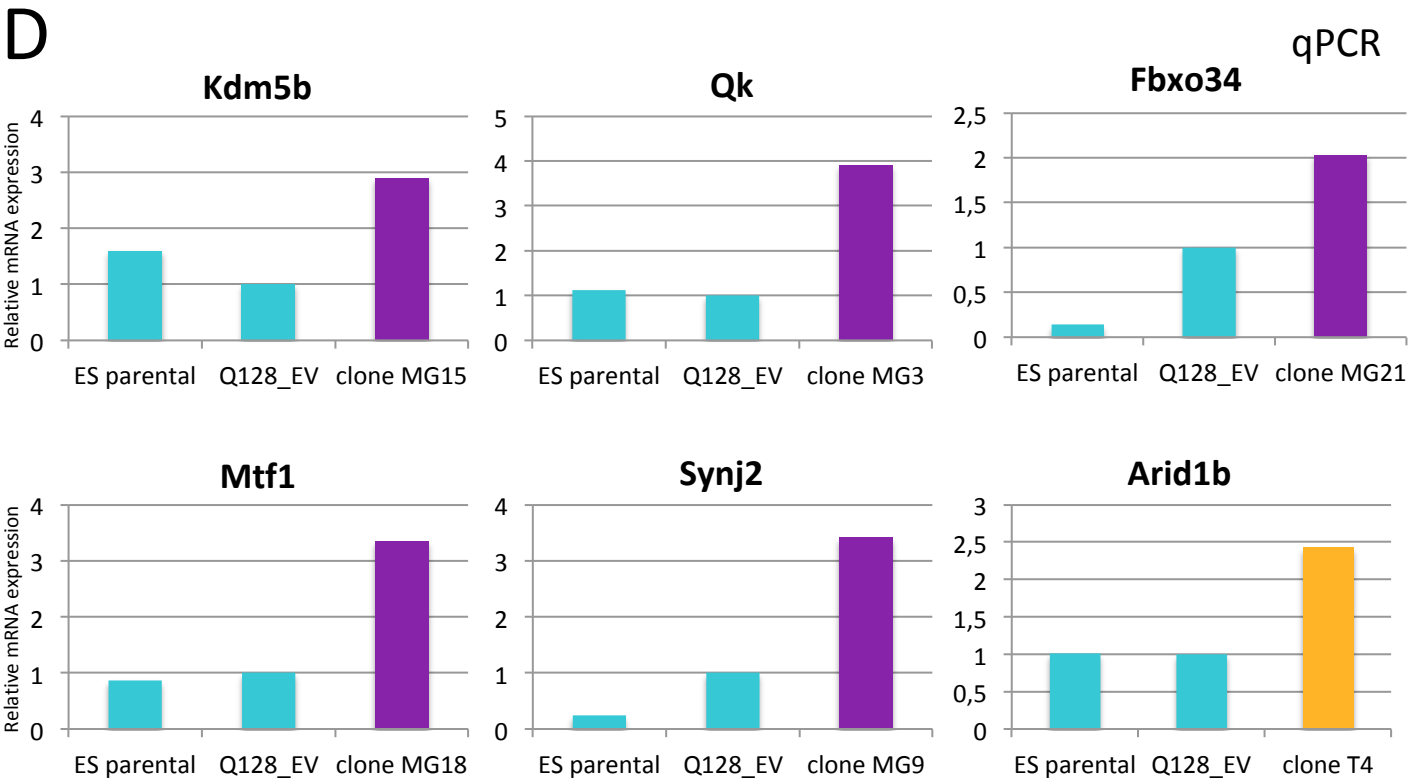 D
qPCR
Kdm5b
Relative mRNA expression
4
3
2
1
0
ES parental Q128_EV clone MG15
Qk
5
4
3
2
1
0
ES parental Q128_EV clone MG3
Fbxo34
2,5
2
1,5
1
0,5
0
ES parental Q128_EV clone MG21
Mtf1
Relative mRNA expression
4
3
2
1
0
ES parental Q128_EV clone MG18
Synj2
4
3
2
1
0
ES parental Q128_EV clone MG9
Arid1b
3
2,5
2
1,5
1
0,5
0
ES parental Q128_EV clone T4